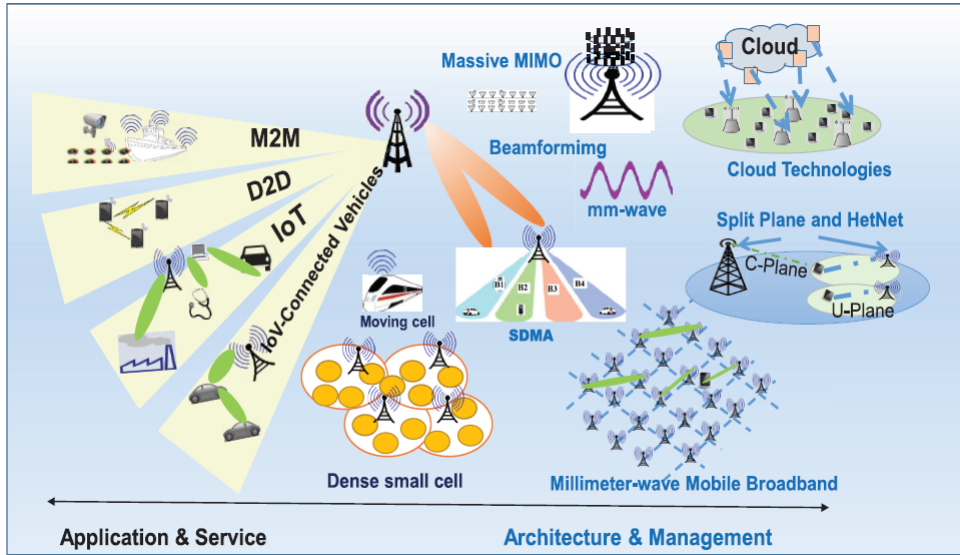 Massive MIMO
Cloud
M2M
Beamformimg
Cloud Technologies
D2D
mm-wave
IoT
IoV-Connected Vehicles
Split Plane and HetNet
C-Plane
U-Plane
B1
B2
B3
B4
Moving cell
SDMA
Dense small cell
Millimeter-wave Mobile Broadband
Application & Service
Architecture & Management